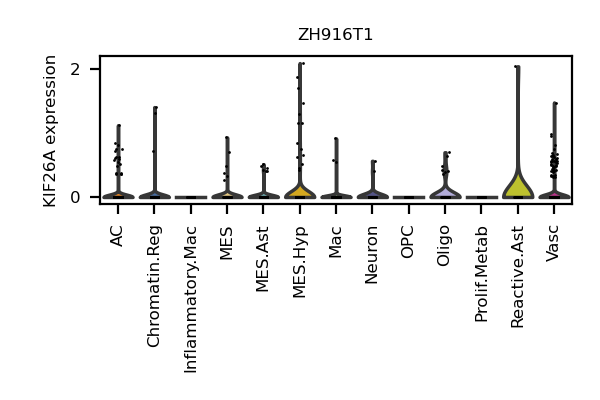 ZH916T1
KIF26A expression
2
0
AC
Chromatin.Reg
Inflammatory.Mac
MES
MES.Ast
MES.Hyp
Mac
Neuron
OPC
Oligo
Prolif.Metab
Reactive.Ast
Vasc